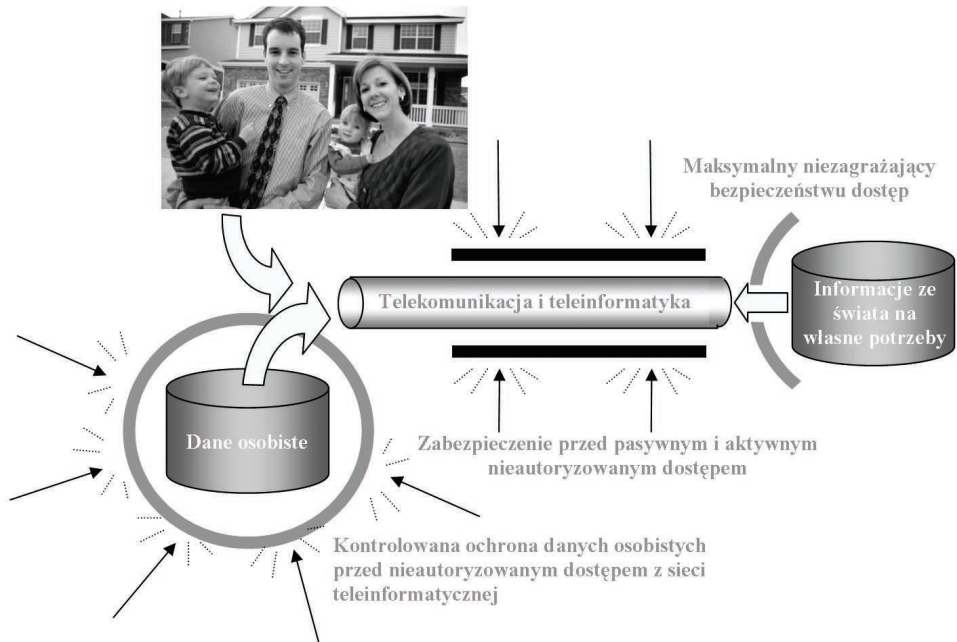 Maksymalny niezagrażający
bezpieczeństwu dostęp
Telekomunikacja i teleinformatyka
Informacje ze
świata na
własne potrzeby
Dane osobiste
Zabezpieczenie przed pasywnym i aktywnym
nieautoryzowanym dostępem
Kontrolowana ochrona danych osobistych
przed nieautoryzowanym dostępem z sieci
teleinformatycznej